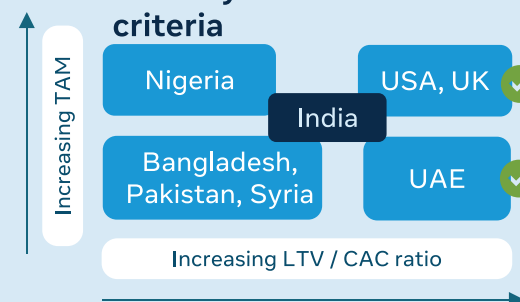 criteria
Increasing TAM
Nigeria
USA, UK
India
Bangladesh,
Pakistan, Syria
UAE
Increasing LTV / CAC ratio